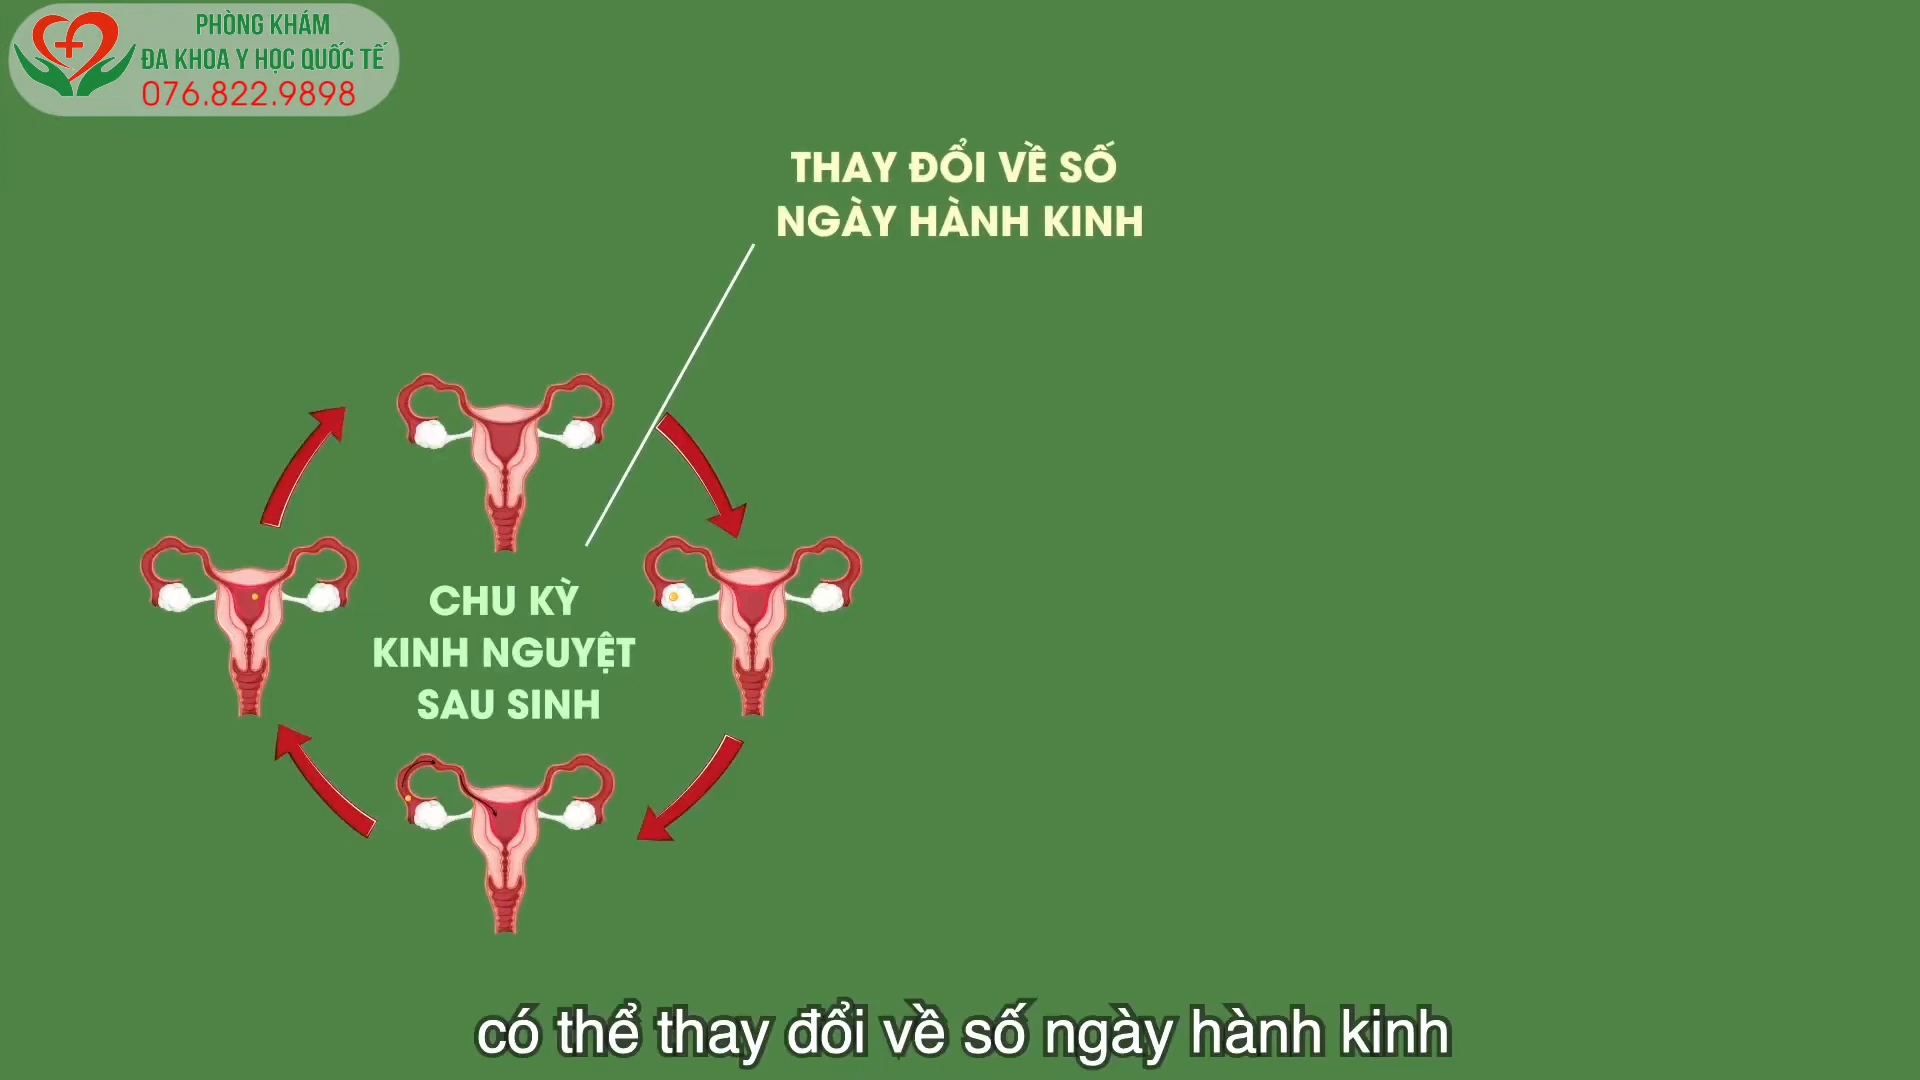 PHÒNG KHÁM
ĐA KHOA Y HỌC QUỐC TẾ
076.822.9898
THAY ĐỔI VỀ SỐ
NGÀY HÀNH KINH
CHU KỲ
KINH NGUYỆT
SAU SINH
có thể thay đổi về số ngày hành kinh